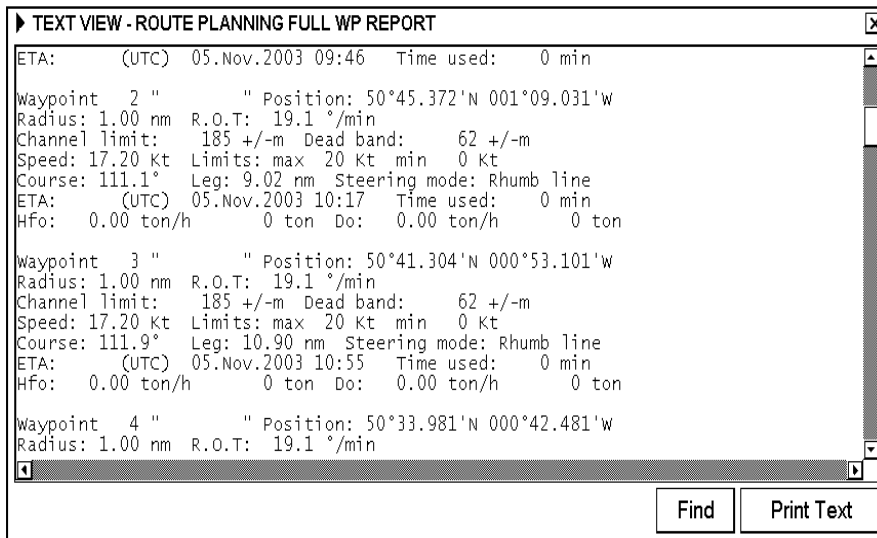 TEXT VIEW - ROUTE PLANNING FULL WP REPORT
ETA: (UTC) 05.Nov.2003 09:46 Time used: 0 min
Waypoint 2 " " Position: 50°45.372'N 001°09.031'W
Radius: 1.00 nm R.O.T: 19.1 °/min
Channel limit: 185 +/-m Dead band: 62 +/-m
Speed: 17.20 Kt Limits: max 20 Kt min 0 Kt
Course: 111.1° Leg: 9.02 nm Steering mode: Rhumb line
ETA: (UTC) 05.Nov.2003 10:17 Time used: 0 min
Hfo: 0.00 ton/h 0 ton Do: 0.00 ton/h 0 ton
Waypoint 3 " " Position: 50°41.304'N 000°53.101'W
Radius: 1.00 nm R.O.T: 19.1 °/min
Channel limit: 185 +/-m Dead band: 62 +/-m
Speed: 17.20 Kt Limits: max 20 Kt min 0 Kt
Course: 111.9° Leg: 10.90 nm Steering mode: Rhumb line
ETA: (UTC) 05.Nov.2003 10:55 Time used: 0 min
Hfo: 0.00 ton/h 0 ton Do: 0.00 ton/h 0 ton
Waypoint 4 " " Position: 50°33.981'N 000°42.481'W
Radius: 1.00 nm R.O.T: 19.1 °/min
Find Print Text